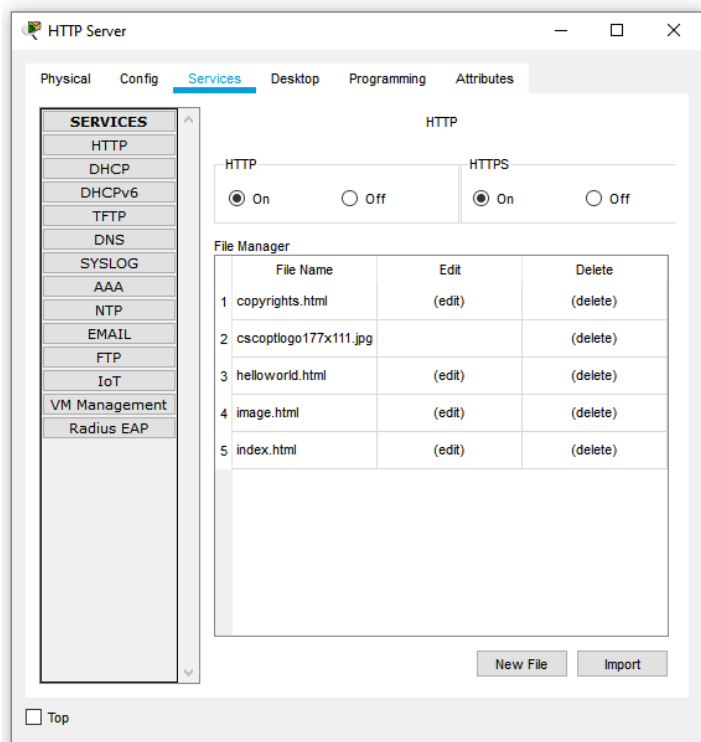 HTTP Server
Physical Config Services Desktop Programming Attributes
SERVICES
HTTP
DHCP
DHCPv6
TFTP
DNS
SYSLOG
AAA
NTP
EMAIL
FTP
IoT
VM Management
Radius EAP
HTTP
HTTP
On Off
HTTPS
On Off
File Manager
File Name Edit Delete
1 copyrights.html (edit) (delete)
2 cscoptlogo177x111.jpg (delete)
3 helloworld.html (edit) (delete)
4 image.html (edit) (delete)
5 index.html (edit) (delete)
New File Import
Top